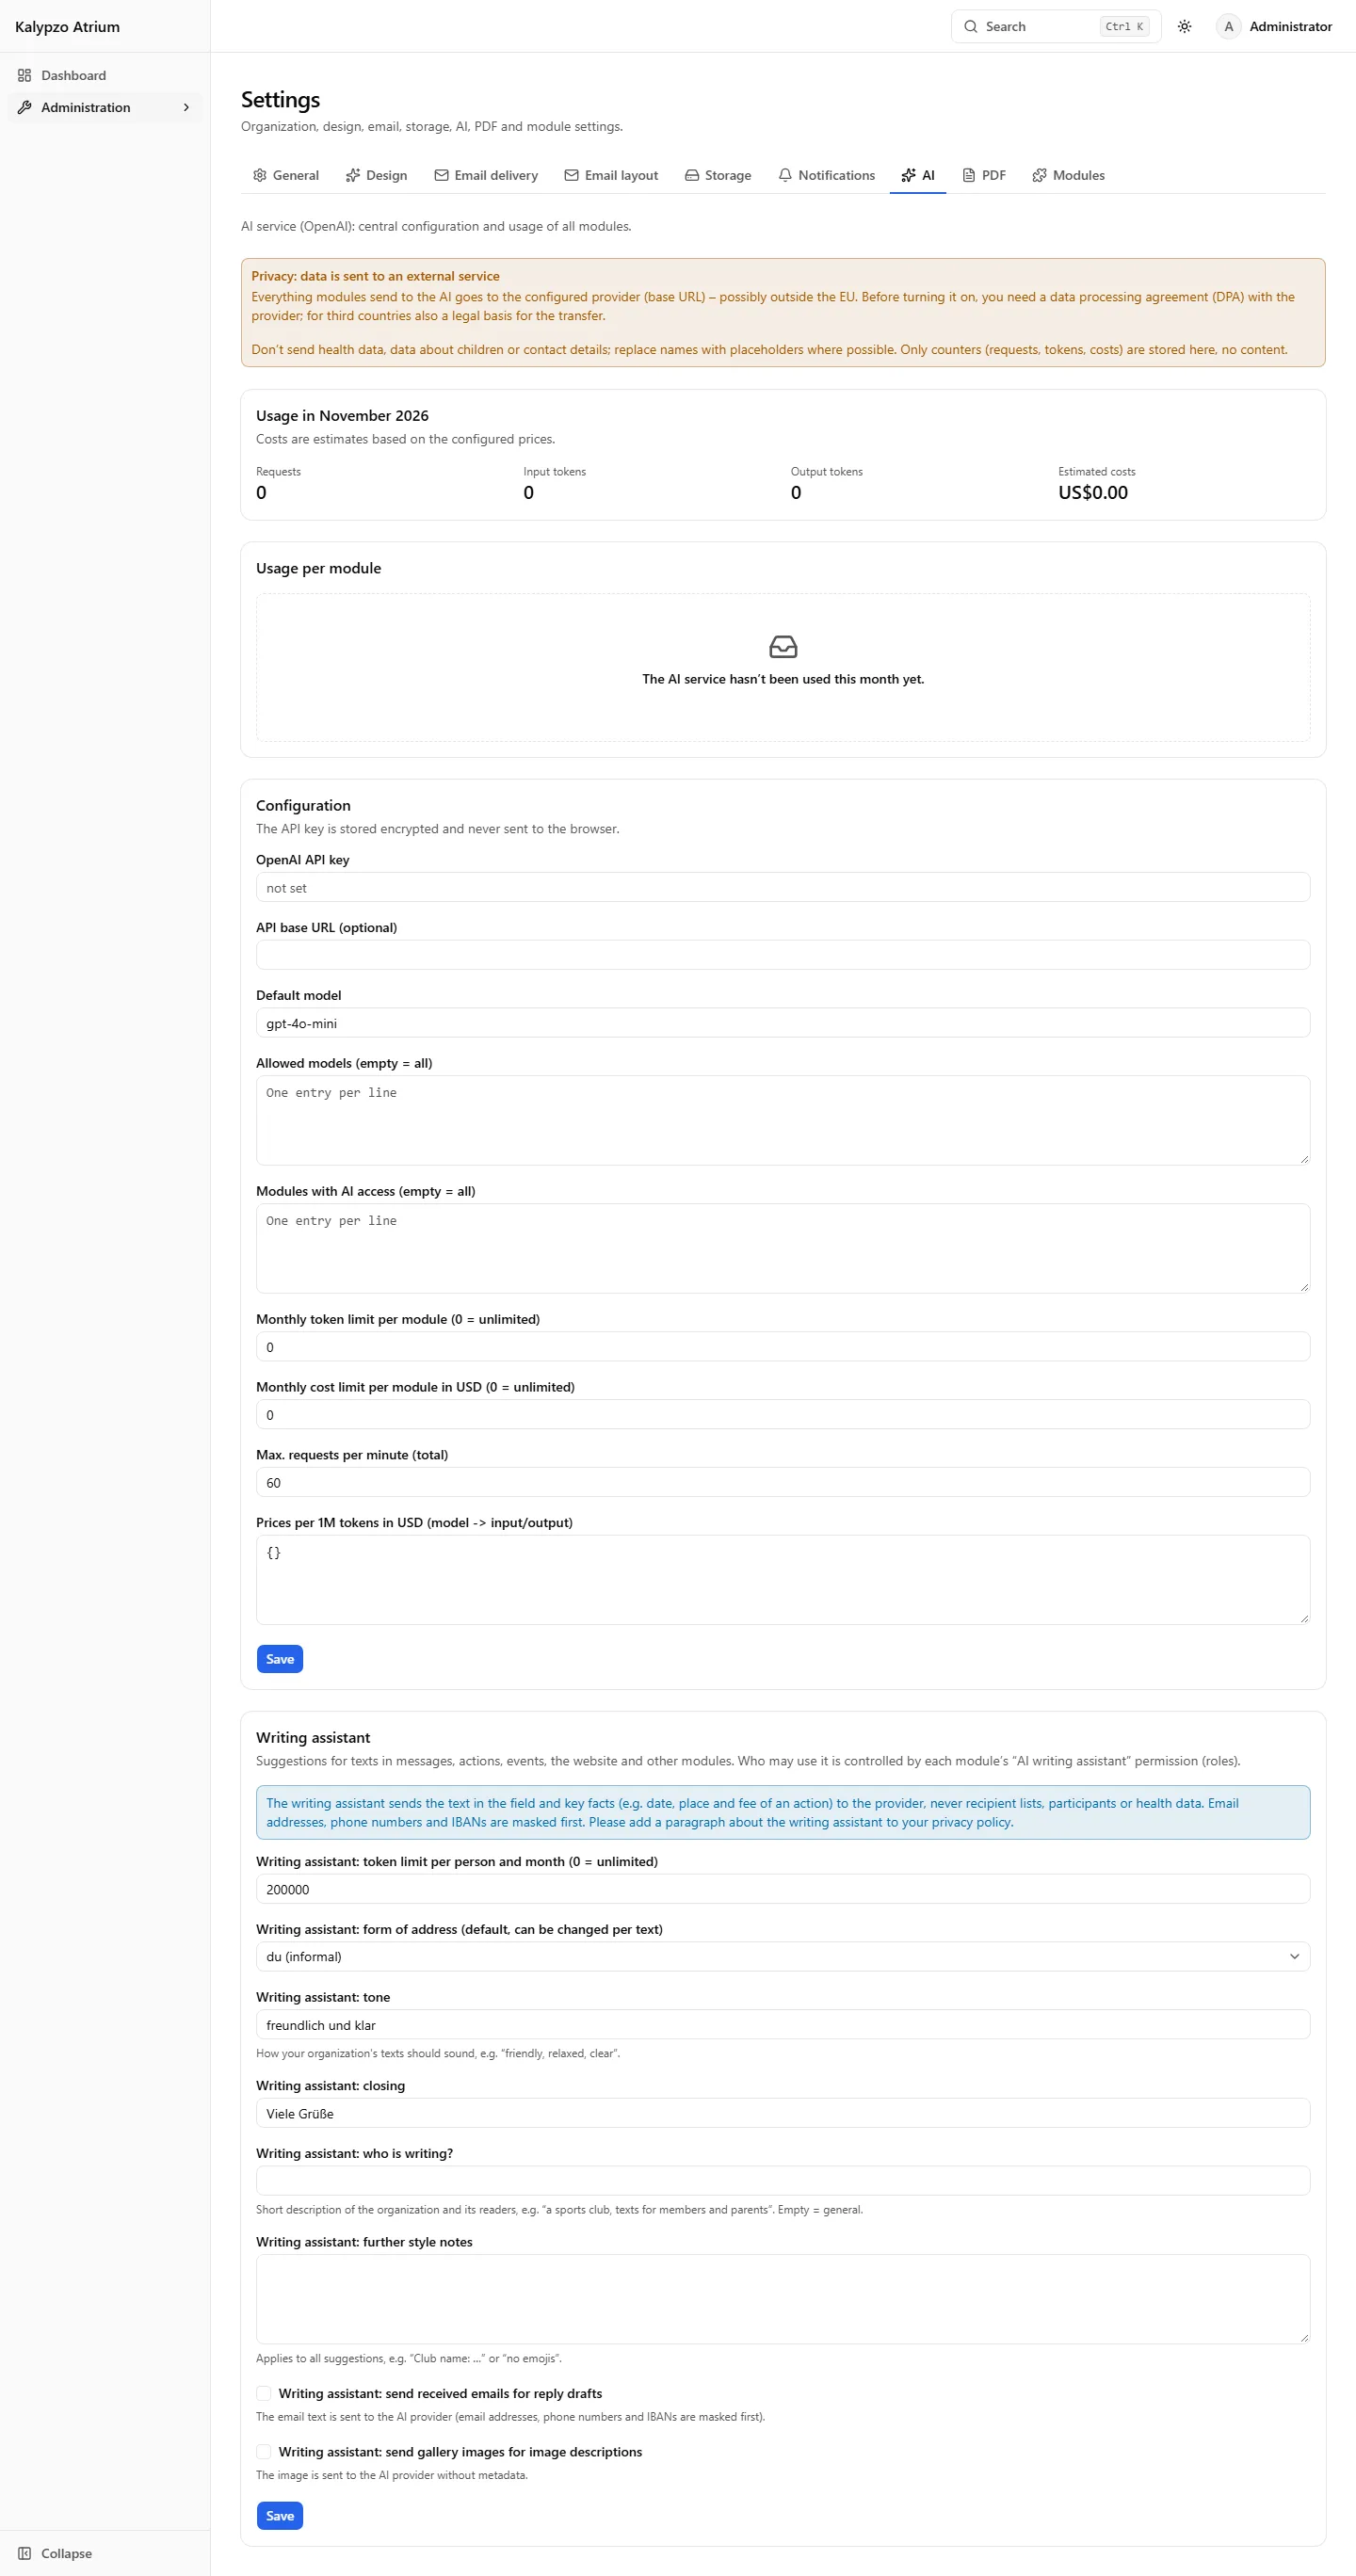 Kalypzo Atrium
Search
Ctrl K
A
Administrator
Dashboard
Administration
Settings
Organization, design, email, storage, AI, PDF and module settings.
General
Design
Email delivery
Email layout
Storage
Notifications
AI
PDF
Modules
AI service (OpenAI): central configuration and usage of all modules.
Privacy: data is sent to an external service
Everything modules send to the AI goes to the configured provider (base URL) – possibly outside the EU. Before turning it on, you need a data processing agreement (DPA) with the
provider; for third countries also a legal basis for the transfer.
Don't send health data, data about children or contact details; replace names with placeholders where possible. Only counters (requests, tokens, costs) are stored here, no content.
Usage in November 2026
Costs are estimates based on the configured prices.
Requests
0
Input tokens
0
Output tokens
0
Estimated costs
US$0.00
Usage per module
The AI service hasn't been used this month yet.
Configuration
The API key is stored encrypted and never sent to the browser.
OpenAI API key
not set
API base URL (optional)
Default model
gpt-4o-mini
Allowed models (empty = all)
One entry per line
Modules with AI access (empty = all)
One entry per line
Monthly token limit per module (0 = unlimited)
0
Monthly cost limit per module in USD (0 = unlimited)
0
Max. requests per minute (total)
60
Prices per 1M tokens in USD (model -> input/output)
{}
Save
Writing assistant
Suggestions for texts in messages, actions, events, the website and other modules. Who may use it is controlled by each module's "AI writing assistant" permission (roles).
The writing assistant sends the text in the field and key facts (e.g. date, place and fee of an action) to the provider, never recipient lists, participants or health data. Email
addresses, phone numbers and IBANs are masked first. Please add a paragraph about the writing assistant to your privacy policy.
Writing assistant: token limit per person and month (0 = unlimited)
200000
Writing assistant: form of address (default, can be changed per text)
du (informal)
Writing assistant: tone
freundlich und klar
How your organization's texts should sound, e.g. "friendly, relaxed, clear".
Writing assistant: closing
Viele Grüße
Writing assistant: who is writing?
Short description of the organization and its readers, e.g. "a sports club, texts for members and parents". Empty = general.
Writing assistant: further style notes
Applies to all suggestions, e.g. "Club name: ..." or "no emojis".
Writing assistant: send received emails for reply drafts
The email text is sent to the AI provider (email addresses, phone numbers and IBANs are masked first).
Writing assistant: send gallery images for image descriptions
The image is sent to the AI provider without metadata.
Save
Collapse